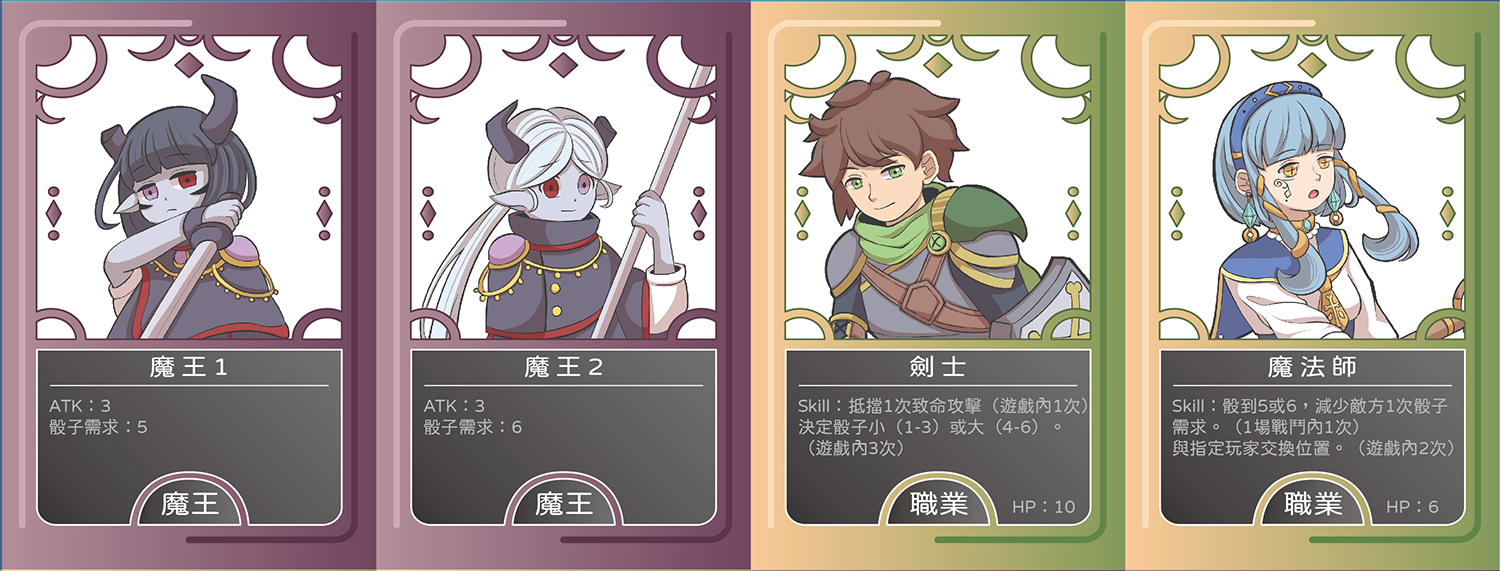 魔王1
ATK：3
骰子需求：5
魔王
魔王2
ATK：3
骰子需求：6
魔王
劍士
Skill：抵擋1次致命攻擊（遊戲內1次）
決定骰子小（1-3）或大（4-6）。
（遊戲內3次）
職業
HP：10
魔法師
Skill：骰到5或6，減少敵方1次骰子
需求。（1場戰鬥內1次）
與指定玩家交換位置。（遊戲內2次）
職業
HP：6